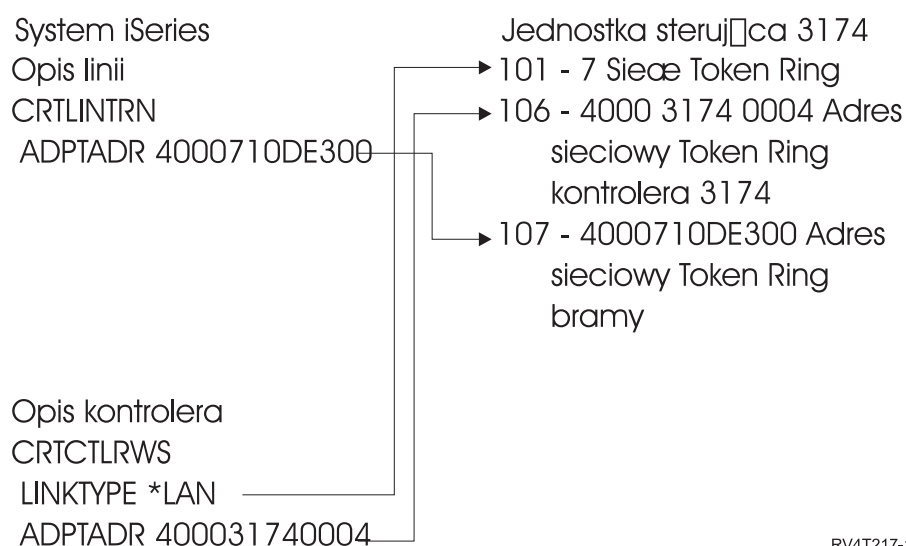 System iSeries
Opis linii
CRTLINTRN
ADPTADR 4000710DE300
Opis kontrolera
CRTCTLRWS
LINKTYPE *LAN
ADPTADR 400031740004
Jednostka steruj□ca 3174
101 - 7 Sieœ Token Ring
106 - 4000 3174 0004 Adres
sieciowy Token Ring
kontrolera 3174
107 - 4000710DE300 Adres
sieciowy Token Ring
bramy